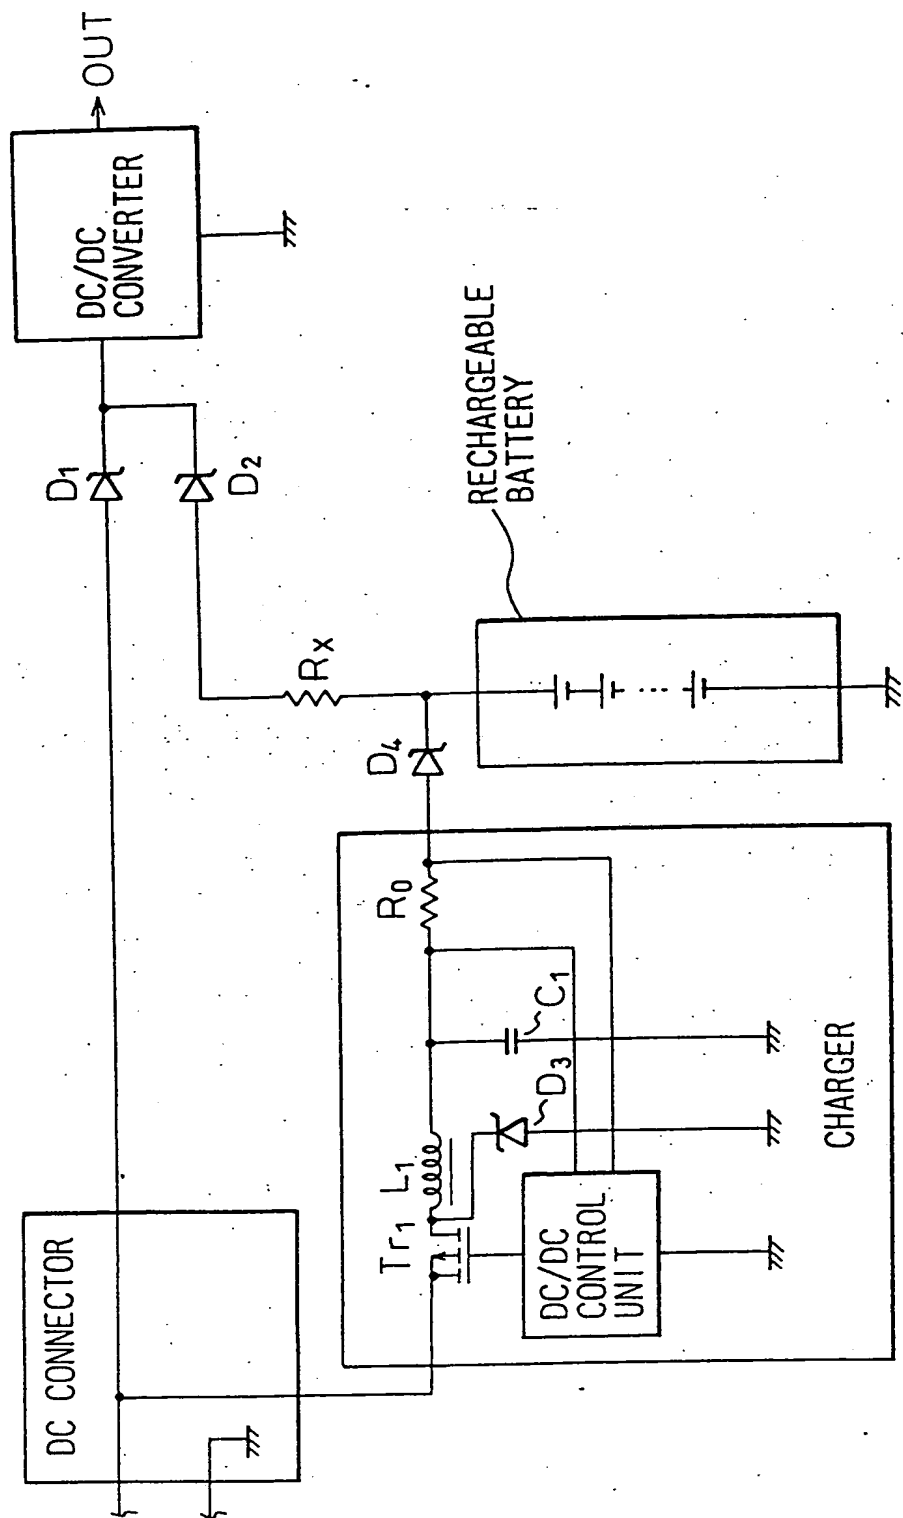 DC CONNECTOR
D₁
DC/DC
CONVERTER
OUT
D₂
Rₓ
D₄
RECHARGEABLE
BATTERY
Tr₁
L₁
R₀
C₁
D₃
DC/DC
CONTROL
UNIT
CHARGER